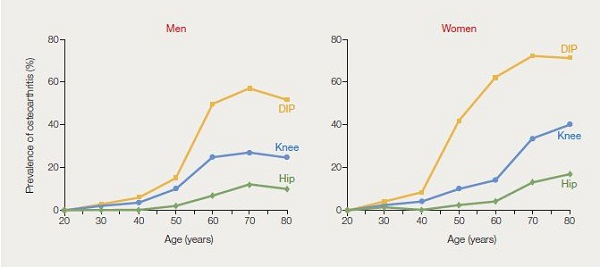 Men
Prevalence of osteoarthritis (%)
80
60
40
20
0
DIP
Knee
Hip
20 30 40 50 60 70 80
Age (years)
Women
80
60
40
20
0
DIP
Knee
Hip
20 30 40 50 60 70 80
Age (years)